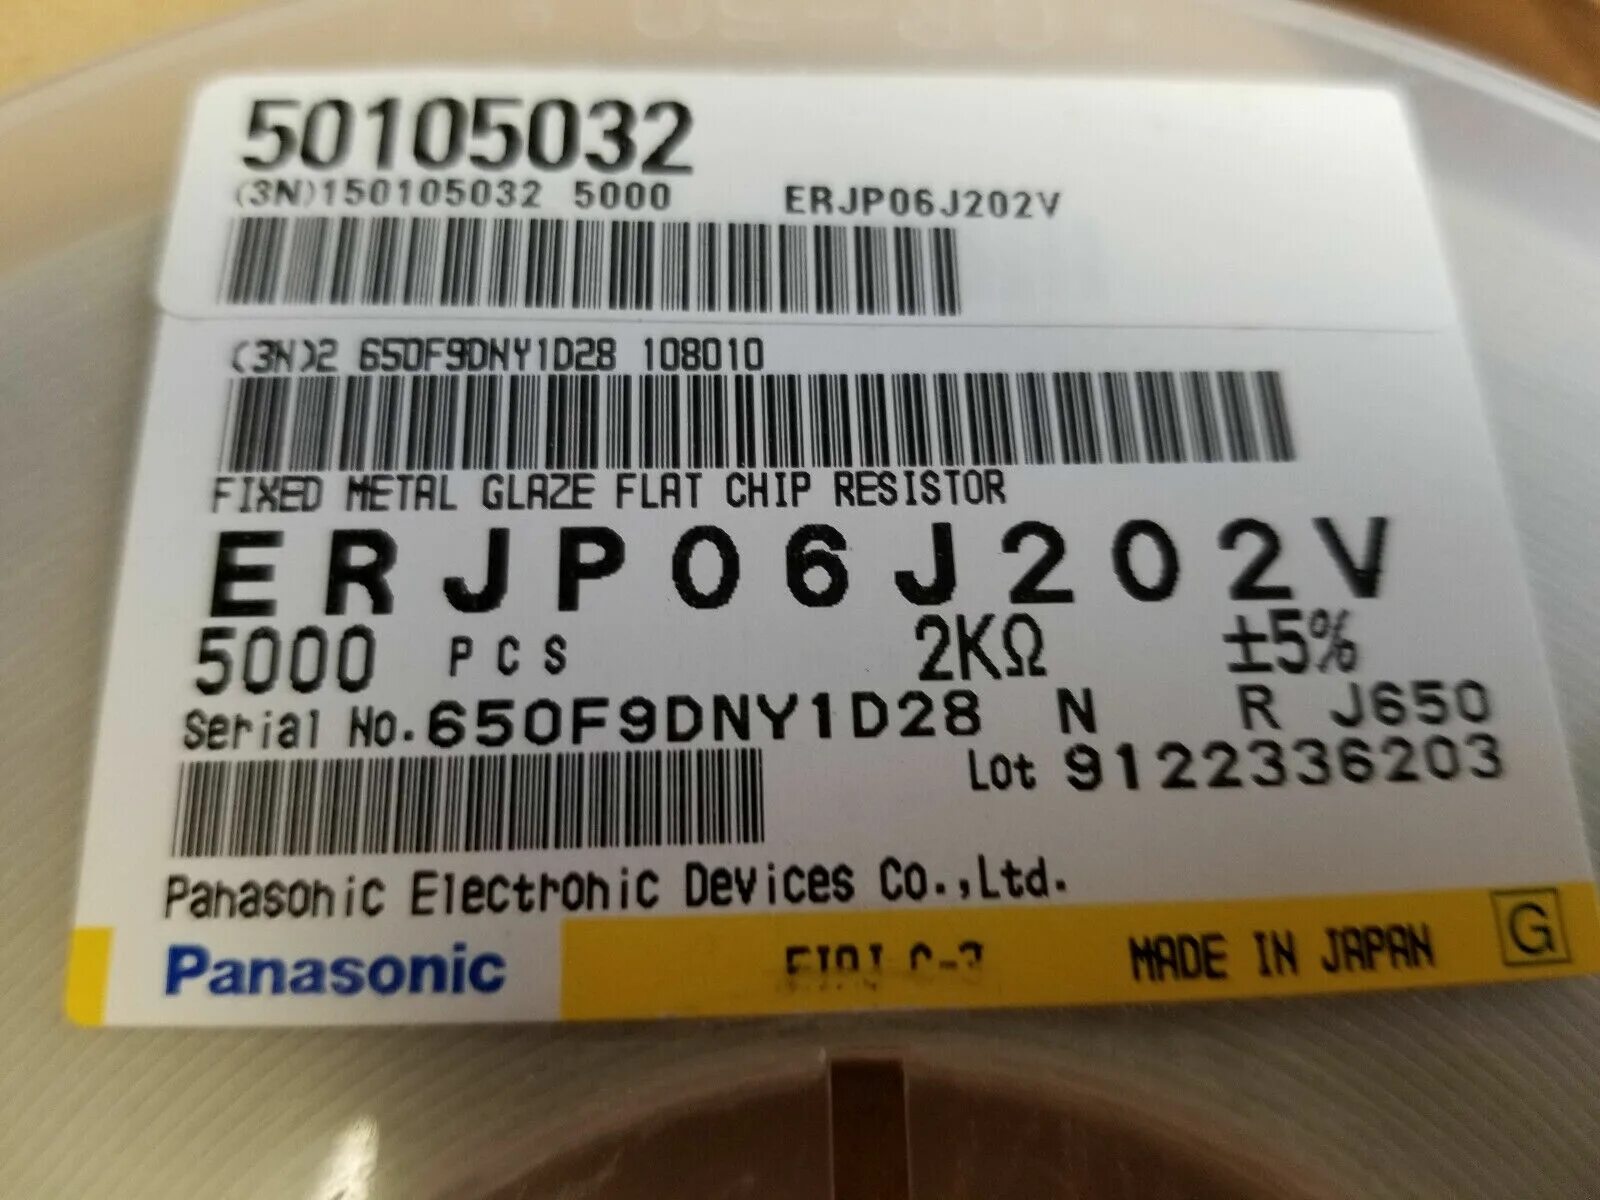 50105032
(3N)150105032 5000 ERJP06J202V
(3N)2 650F9DNY1D28 108010
FIXED METAL GLAZE FLAT CHIP RESISTOR
ERJP06J202V
5000 PCS 2KΩ ±5%
Serial No.650F9DNY1D28 N R J650
Lot 9122336203
Panasonic Electronic Devices Co.,Ltd.
Panasonic MADE IN JAPAN G